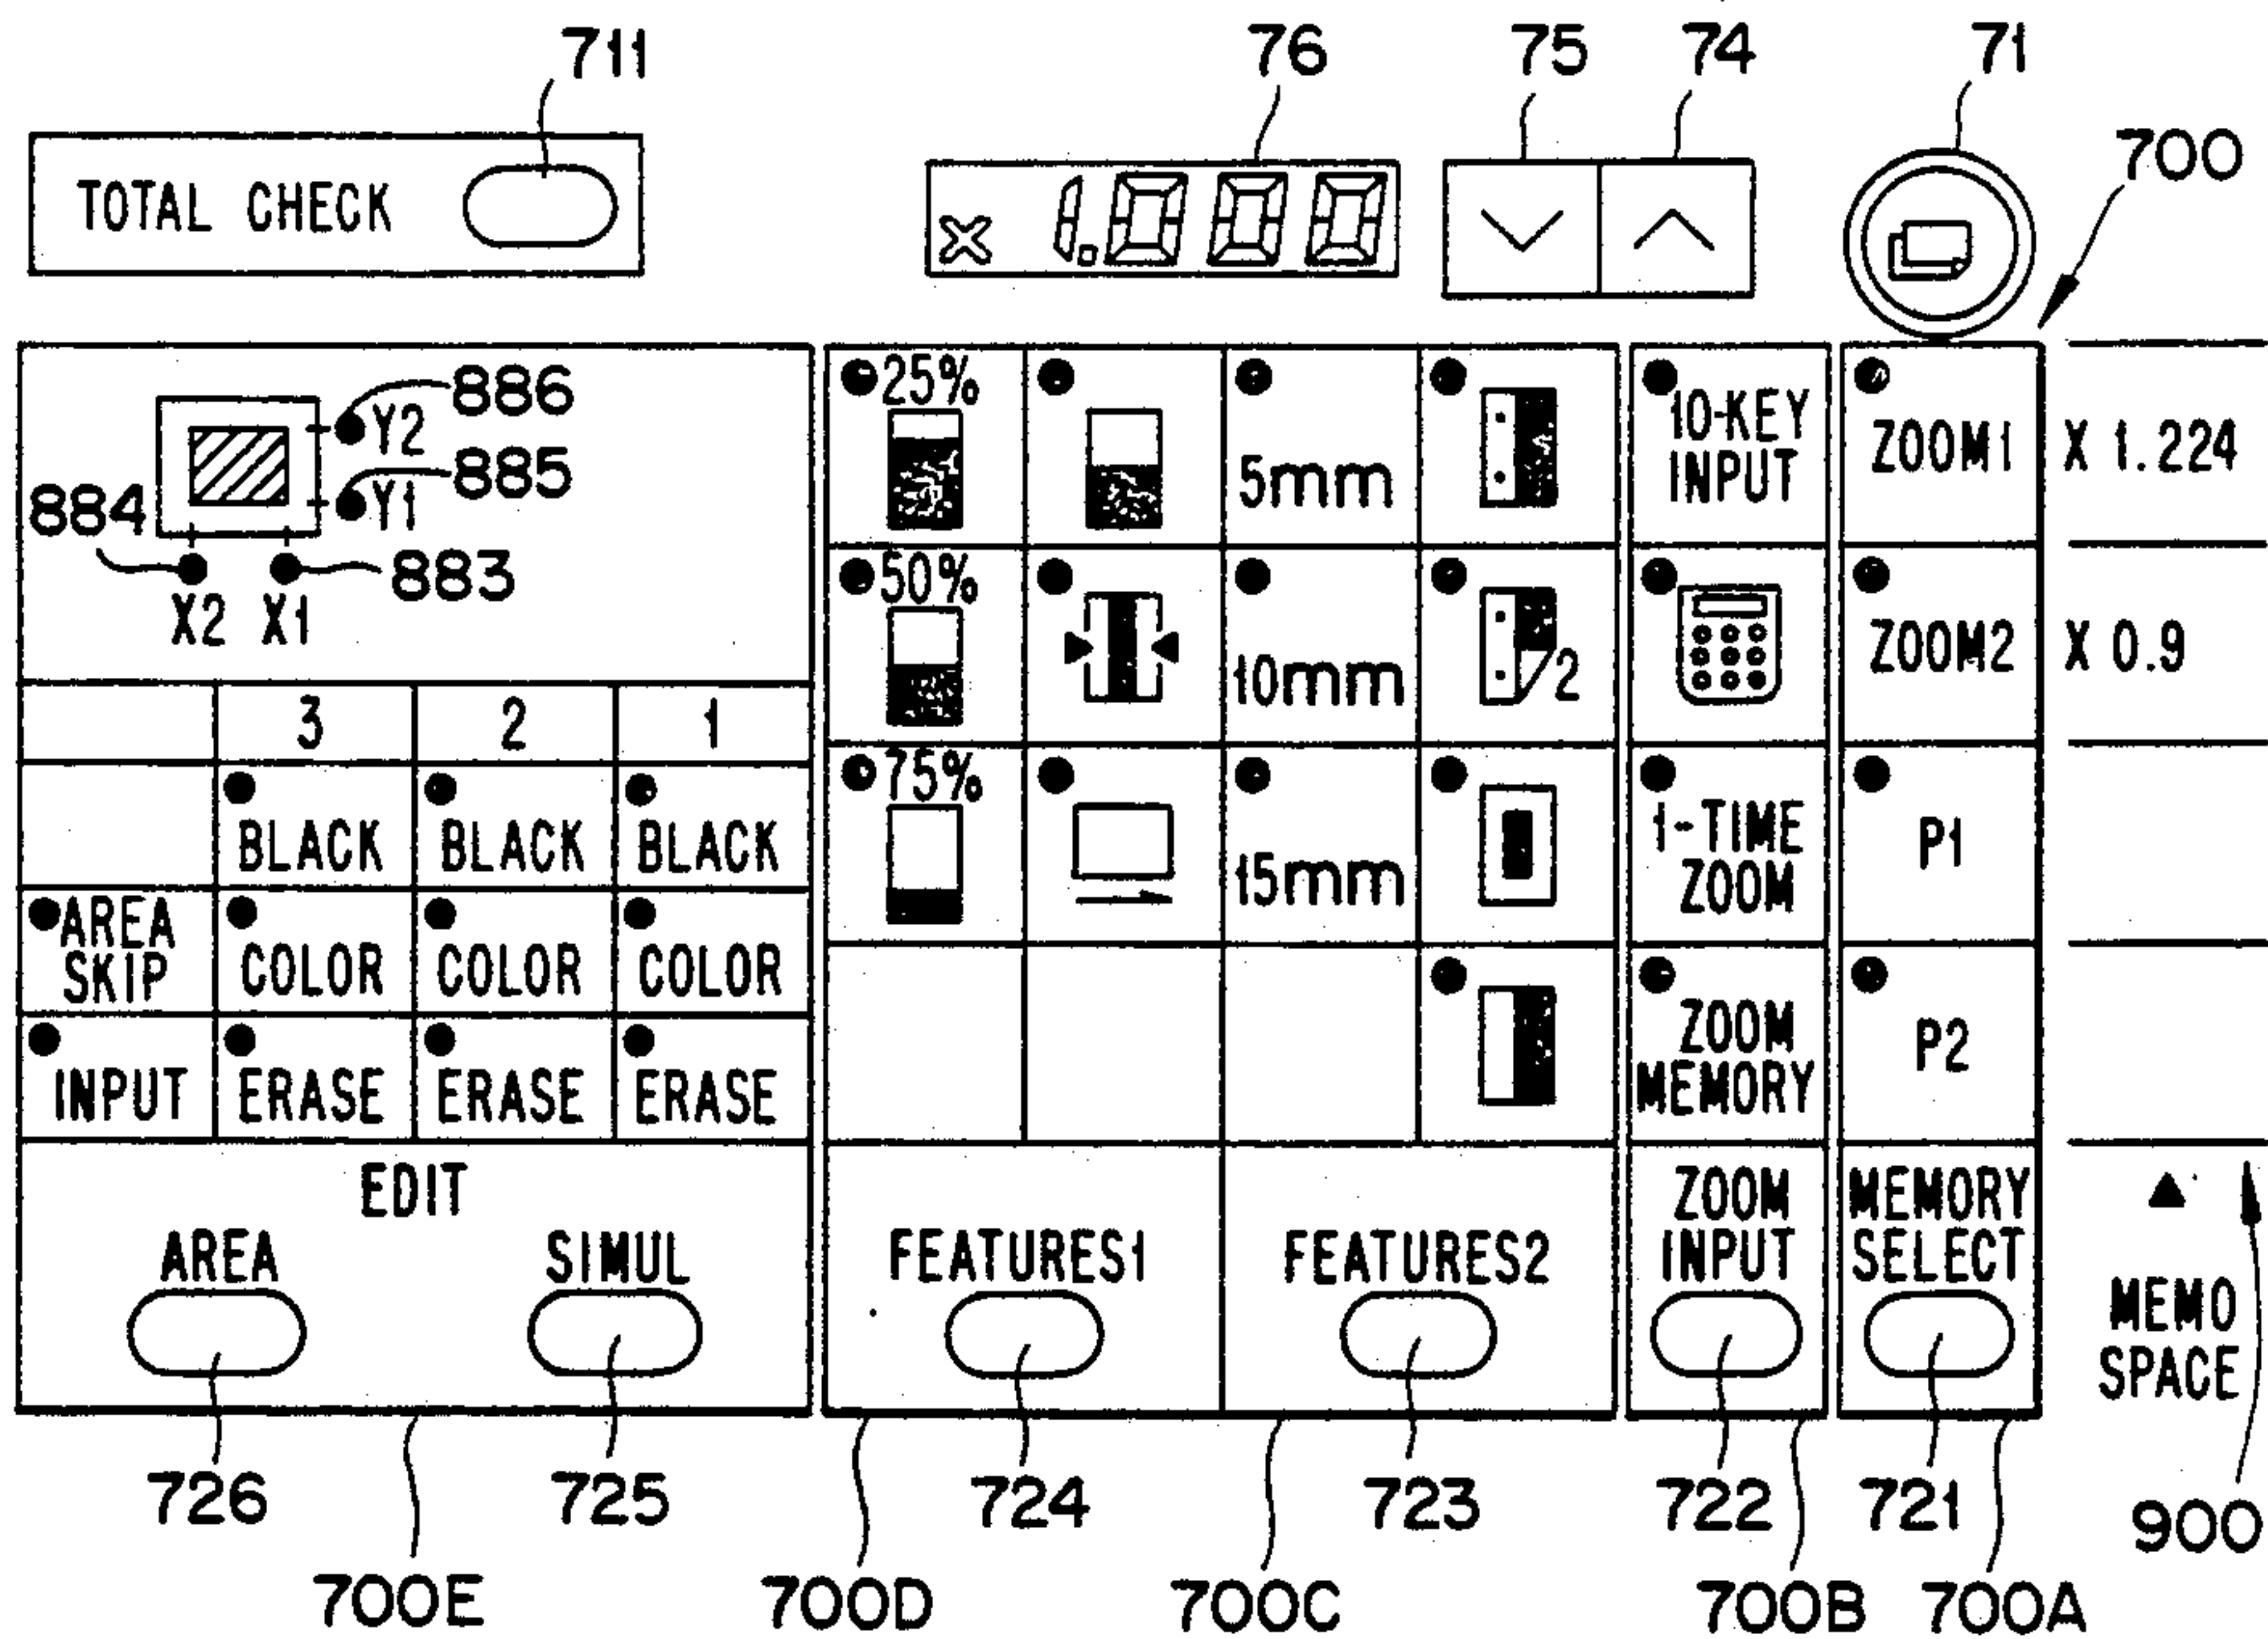 711
76
75
74
71
700
TOTAL CHECK
x 1.000
886
Y2
885
Y1
884
883
X2 X1
3 2 1
BLACK BLACK BLACK
AREA SKIP
COLOR COLOR COLOR
INPUT ERASE ERASE ERASE
EDIT
AREA SIMUL
25%
50%
75%
5mm
10mm
15mm
2
FEATURES1 FEATURES2
10-KEY
INPUT
1-TIME
ZOOM
ZOOM
MEMORY
ZOOM
INPUT
ZOOM1 X 1.224
ZOOM2 X 0.9
P1
P2
MEMORY
SELECT
MEMO
SPACE
726 725 724 723 722 721 900
700E 700D 700C 700B 700A